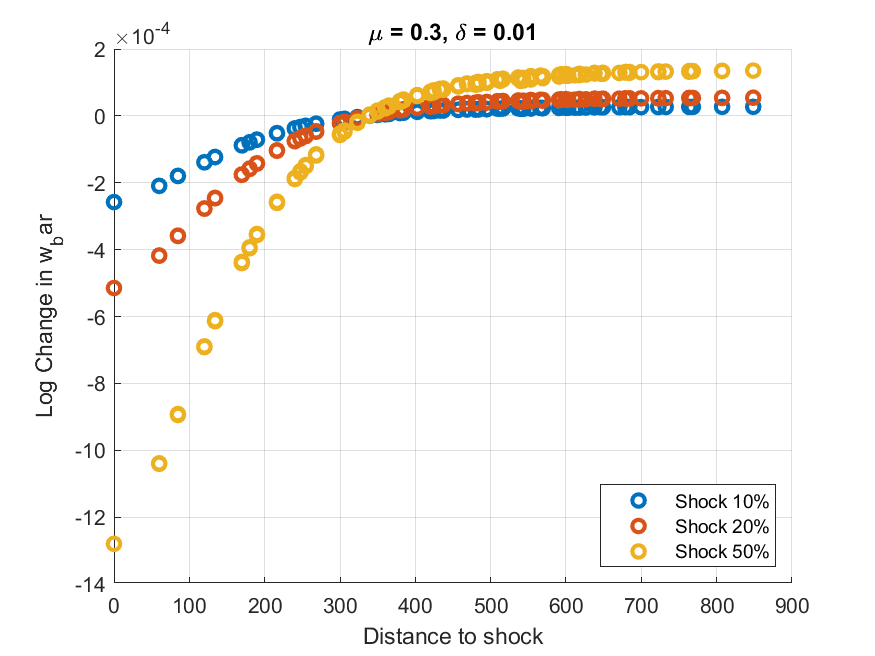 ×10⁻⁴
μ = 0.3, δ = 0.01
2
0
-2
-4
-6
-8
-10
-12
-14
Log Change in w_bar
0 100 200 300 400 500 600 700 800 900
Distance to shock
Shock 10%
Shock 20%
Shock 50%